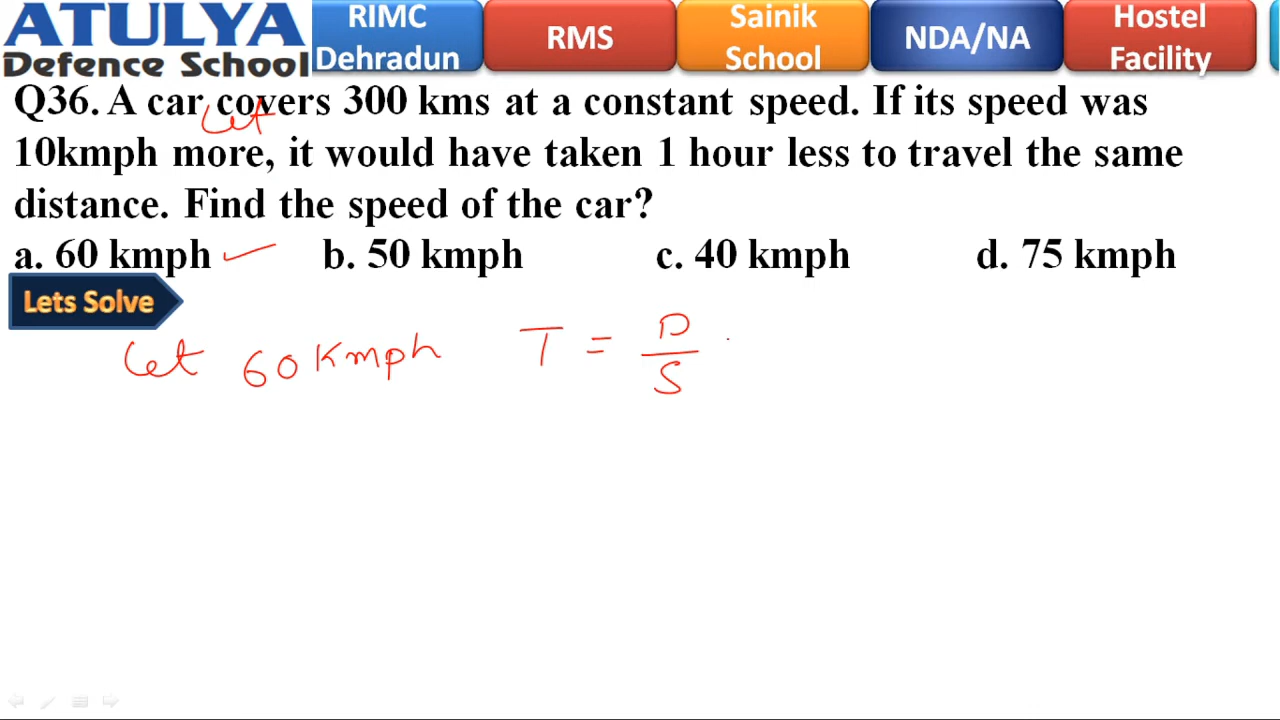 ATULYA
Defence School
RIMC
Dehradun
RMS
Sainik
School
NDA/NA
Hostel
Facility
Q36. A car covers 300 kms at a constant speed. If its speed was
Let
10kmph more, it would have taken 1 hour less to travel the same
distance. Find the speed of the car?
a. 60 kmph ✓ b. 50 kmph c. 40 kmph d. 75 kmph
Lets Solve
Let 60 Kmph T = D/S